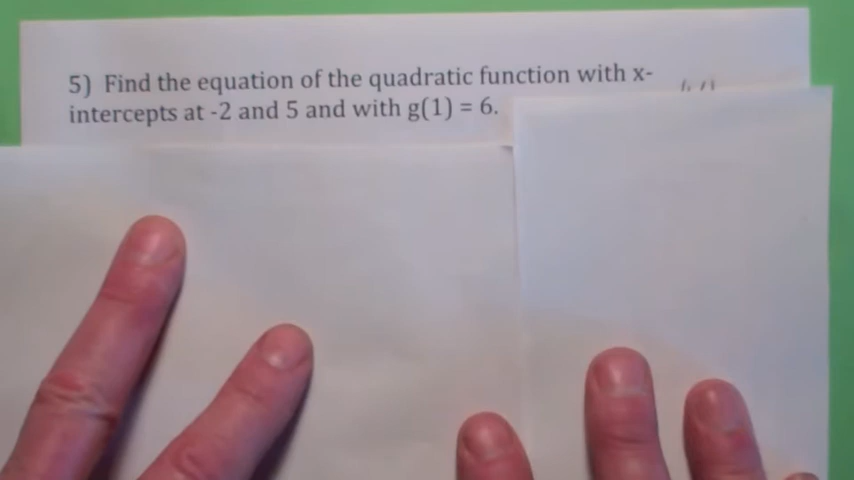 5) Find the equation of the quadratic function with x-
intercepts at -2 and 5 and with g(1) = 6.